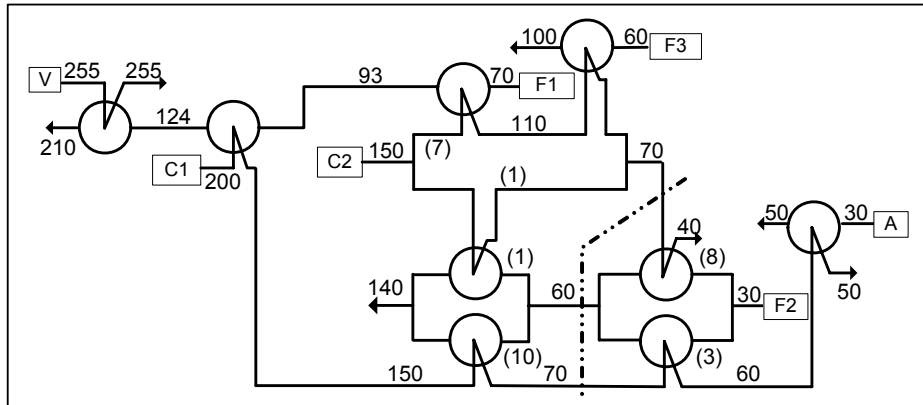 100 60 F3
V 255 255
93 70 F1
124 110
210 C2 150 (7) 70
C1 200 (1)
50 30 A
40
(1) (8) 50
140 60 30 F2
(10) (3)
150 70 60